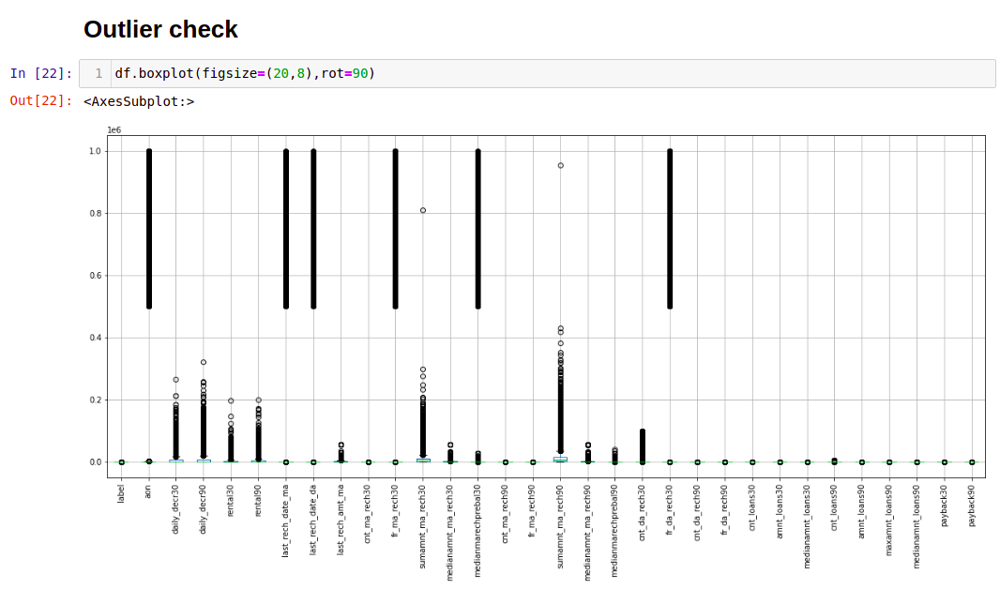 Outlier check
In [22]: 1 df.boxplot(figsize=(20,8),rot=90)
Out[22]: <AxesSubplot:>
1e6
1.0
0.8
0.6
0.4
0.2
0.0
label
aon
daily_decr30
daily_decr90
rental30
rental90
last_rech_date_ma
last_rech_date_da
last_rech_amt_ma
cnt_ma_rech30
fr_ma_rech30
sumamnt_ma_rech30
medianamnt_ma_rech30
medianmarechprebal30
cnt_ma_rech90
fr_ma_rech90
sumamnt_ma_rech90
medianamnt_ma_rech90
medianmarechprebal90
cnt_da_rech30
fr_da_rech30
cnt_da_rech90
fr_da_rech90
cnt_loans30
amnt_loans30
medianamnt_loans30
cnt_loans90
amnt_loans90
maxamnt_loans90
medianamnt_loans90
payback30
payback90